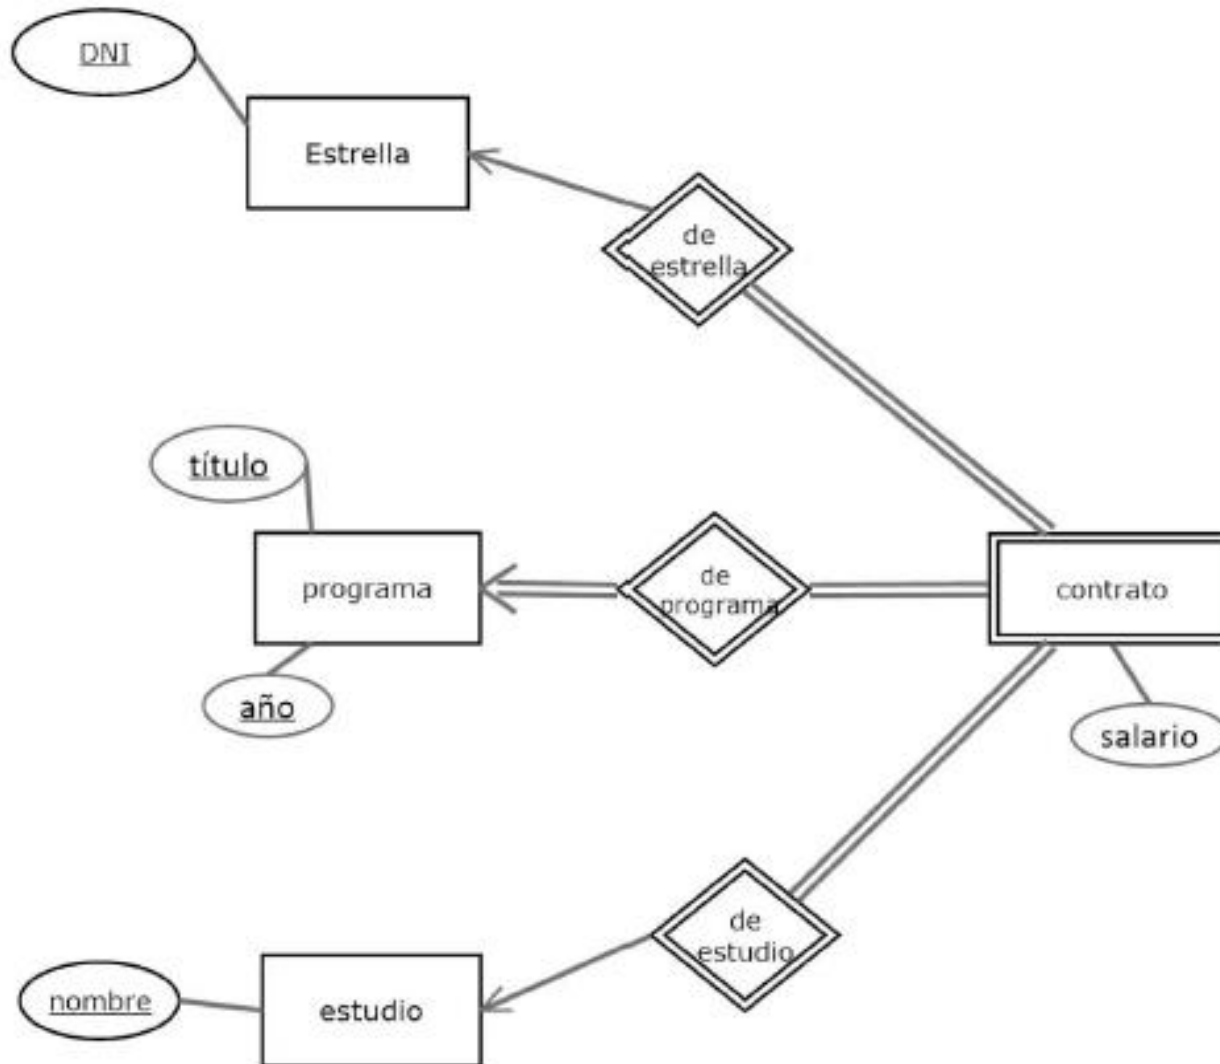 DNI
Estrella
de
estrella
título
programa
de
programa
contrato
año
salario
de
estudio
nombre
estudio